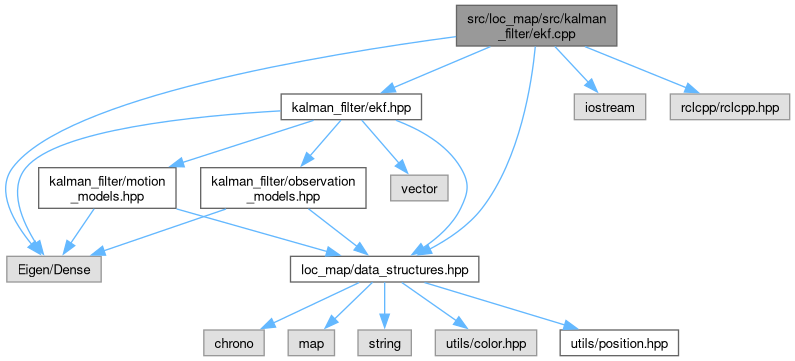 src/loc_map/src/kalman
_filter/ekf.cpp
kalman_filter/ekf.hpp
iostream
rclcpp/rclcpp.hpp
kalman_filter/motion
_models.hpp
kalman_filter/observation
_models.hpp
vector
Eigen/Dense
loc_map/data_structures.hpp
chrono
map
string
utils/color.hpp
utils/position.hpp